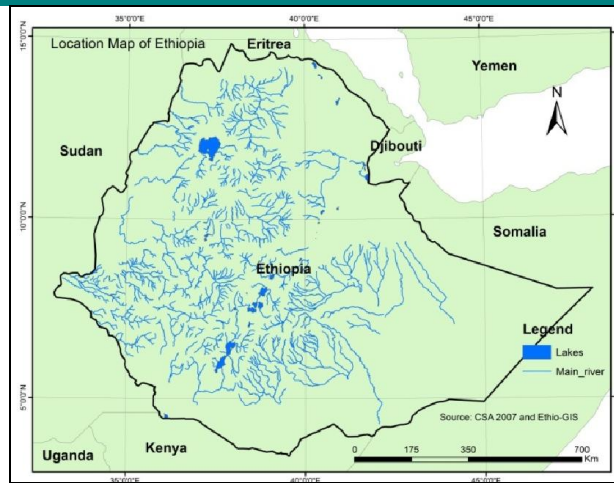 35°0'0"E 40°0'0"E 45°0'0"E
15°0'0"N
Location Map of Ethiopia
Eritrea
Yemen
N
Sudan
Djibouti
10°0'0"N
Somalia
Ethiopia
Legend
Lakes
Main_river
5°0'0"N
Source: CSA 2007 and Ethio-GIS
Uganda
Kenya
0 175 350 700
Km
35°0'0"E 40°0'0"E 45°0'0"E